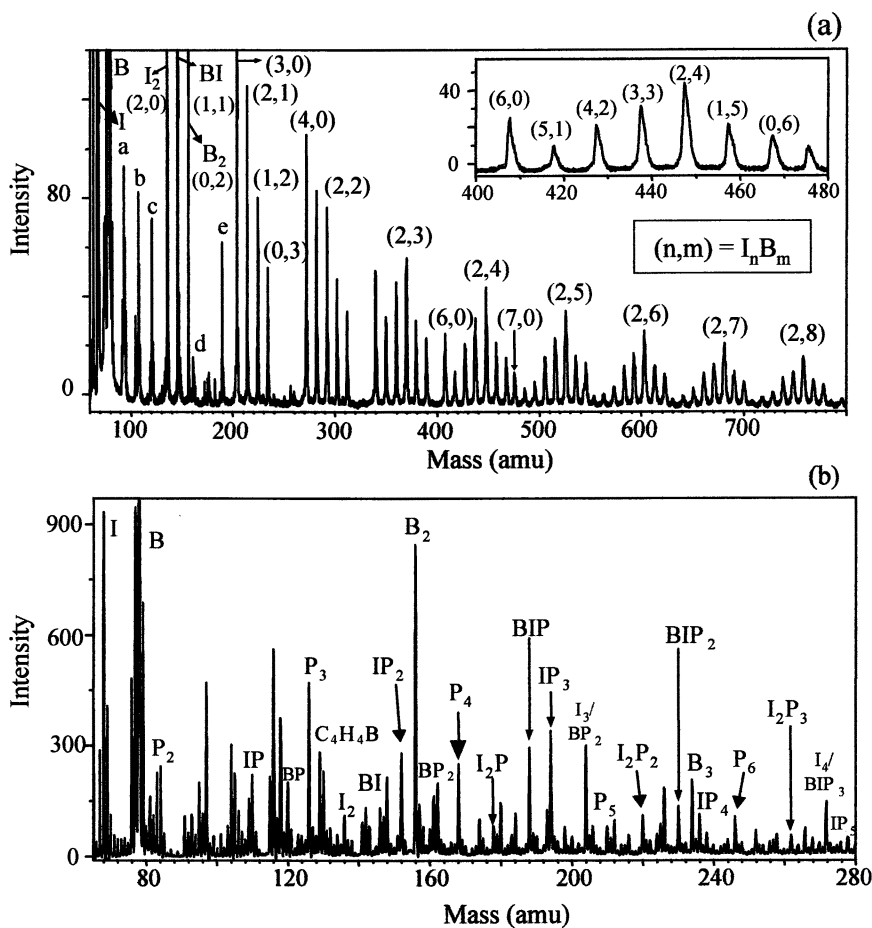 (a)
B
I₂
(2,0)
BI
(1,1)
(3,0)
(2,1)
I
a
b
c
B₂
(0,2)
d
e
(1,2)
(0,3)
(4,0)
(2,2)
(2,3)
(6,0)
(2,4)
(7,0)
(2,5)
(2,6)
(2,7)
(2,8)
(n,m) = IₙBₘ
(6,0)
(5,1)
(4,2)
(3,3)
(2,4)
(1,5)
(0,6)
40
0
400 420 440 460 480
Intensity
80
0
100 200 300 400 500 600 700
Mass (amu)
(b)
I
B
P₂
IP
BP
P₃
C₄H₄B
I₂
BI
IP₂
B₂
BP₂
P₄
I₂P
BIP
IP₃
I₃/
BP₂
P₅
I₂P₂
BIP₂
B₃
IP₄
P₆
I₂P₃
I₄/
BIP₃
IP₅
Intensity
900
600
300
0
80 120 160 200 240 280
Mass (amu)